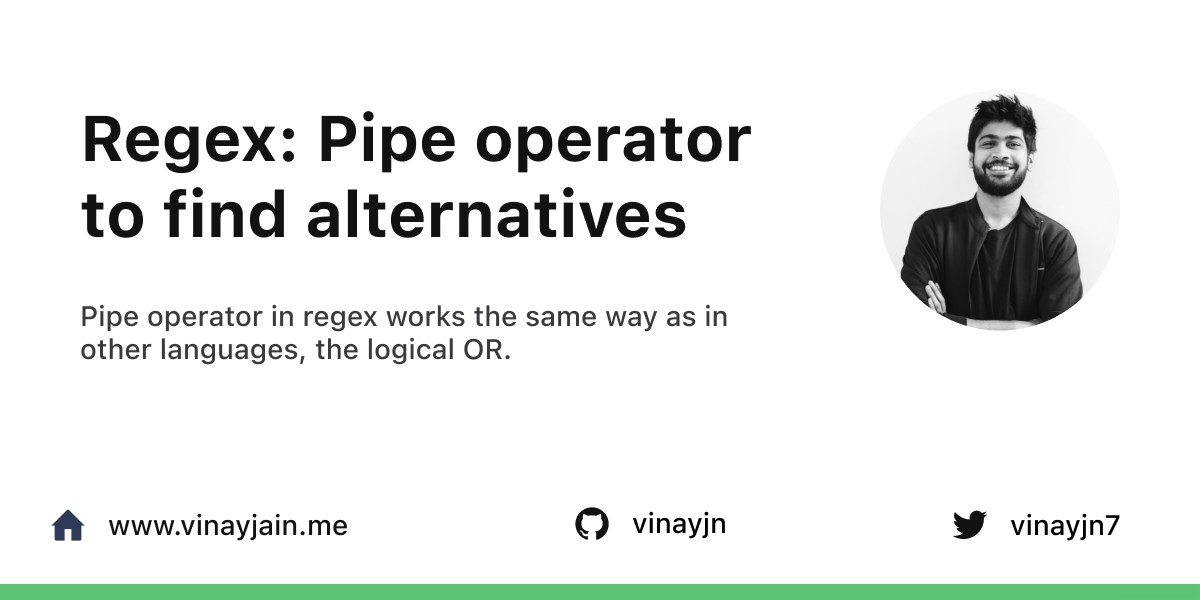 Regex: Pipe operator
to find alternatives
Pipe operator in regex works the same way as in
other languages, the logical OR.
www.vinayjain.me
vinayjn
vinayjn7